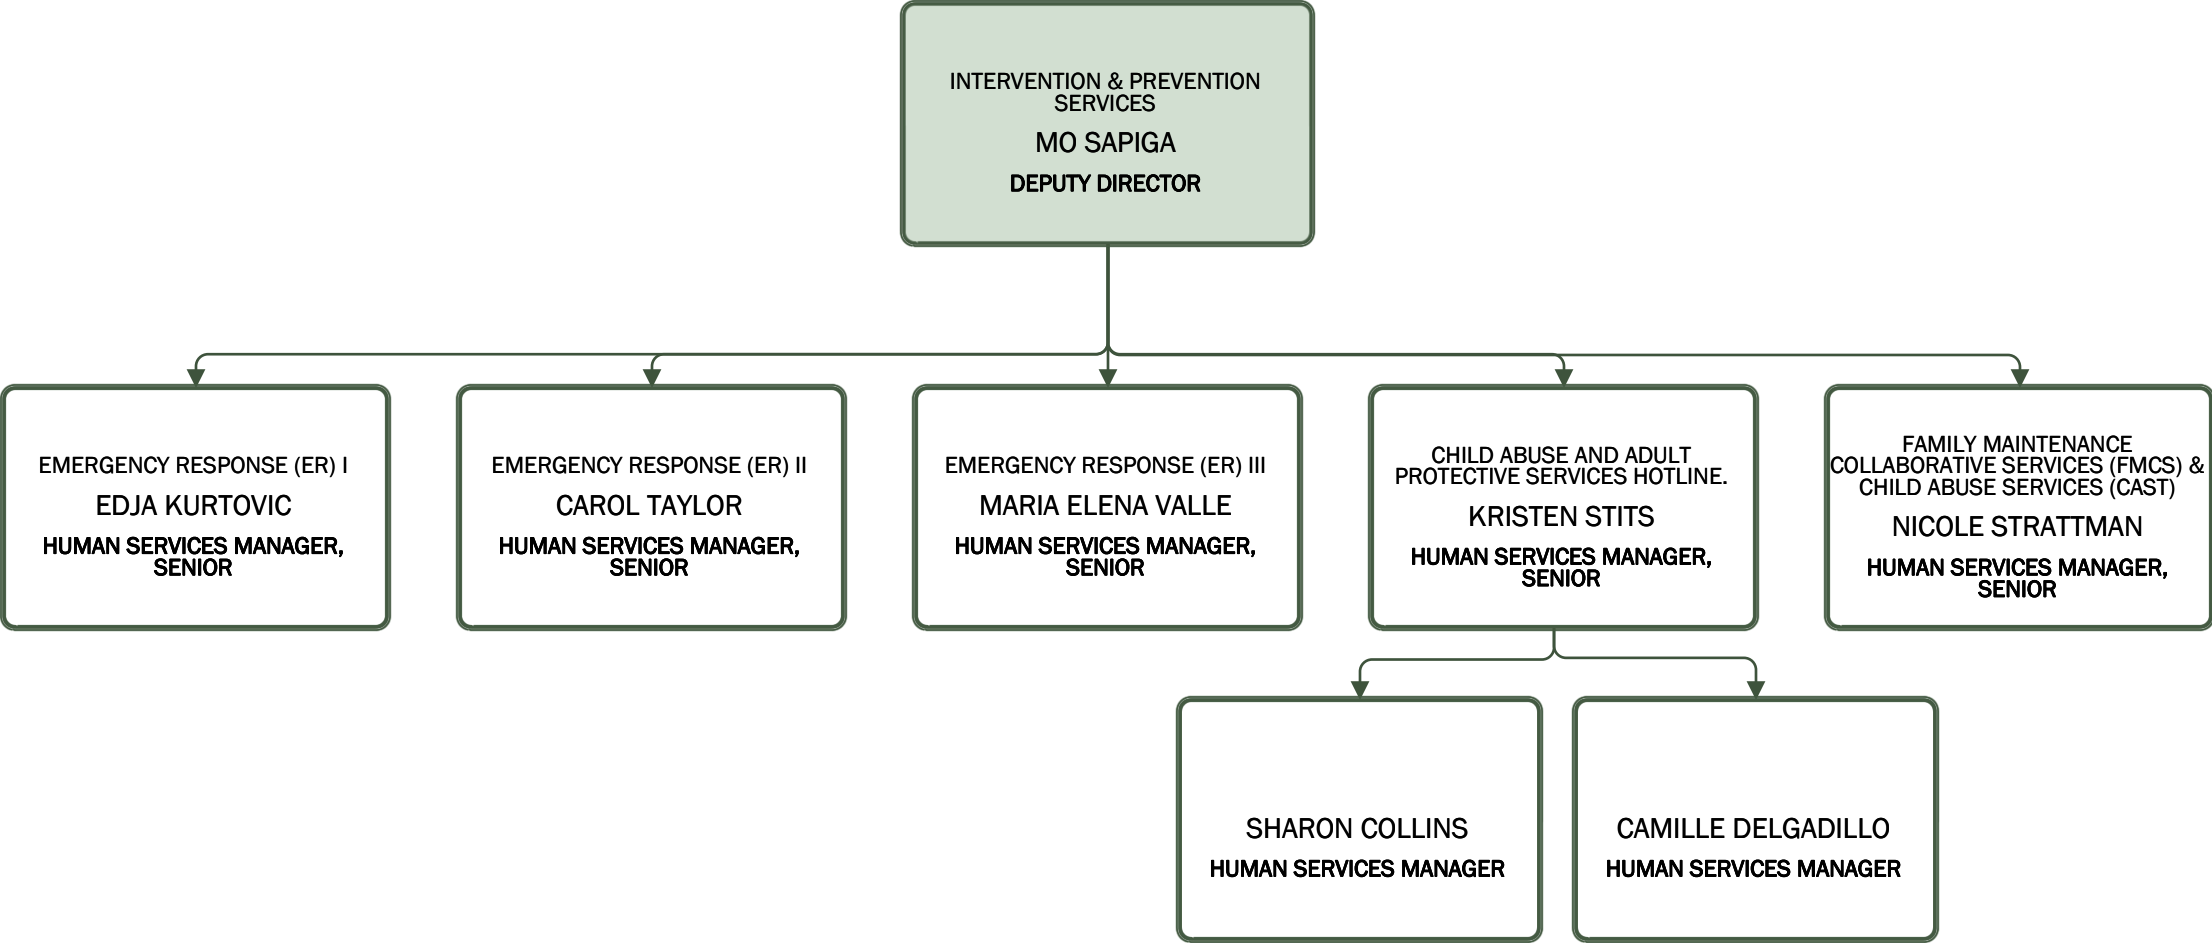 INTERVENTION & PREVENTION
SERVICES
MO SAPIGA
DEPUTY DIRECTOR
EMERGENCY RESPONSE (ER) I
EDJA KURTOVIC
HUMAN SERVICES MANAGER,
SENIOR
EMERGENCY RESPONSE (ER) II
CAROL TAYLOR
HUMAN SERVICES MANAGER,
SENIOR
EMERGENCY RESPONSE (ER) III
MARIA ELENA VALLE
HUMAN SERVICES MANAGER,
SENIOR
CHILD ABUSE AND ADULT
PROTECTIVE SERVICES HOTLINE.
KRISTEN STITS
HUMAN SERVICES MANAGER,
SENIOR
FAMILY MAINTENANCE
COLLABORATIVE SERVICES (FMCS) &
CHILD ABUSE SERVICES (CAST)
NICOLE STRATTMAN
HUMAN SERVICES MANAGER,
SENIOR
SHARON COLLINS
HUMAN SERVICES MANAGER
CAMILLE DELGADILLO
HUMAN SERVICES MANAGER